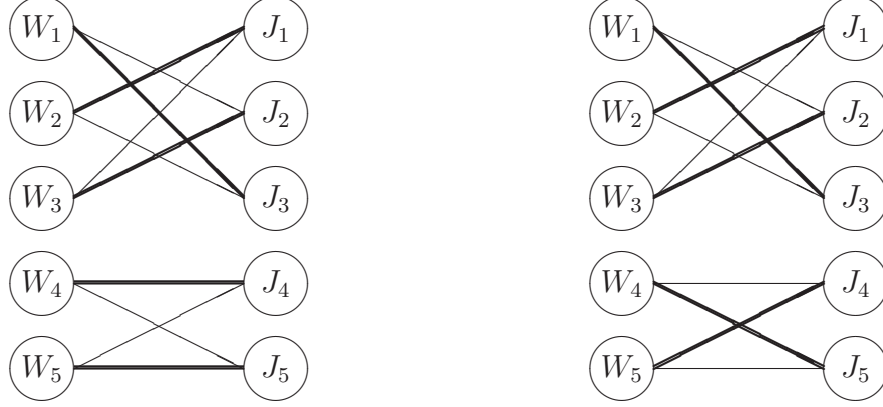 W₁ J₁ W₁ J₁
W₂ J₂ W₂ J₂
W₃ J₃ W₃ J₃
W₄ J₄ W₄ J₄
W₅ J₅ W₅ J₅